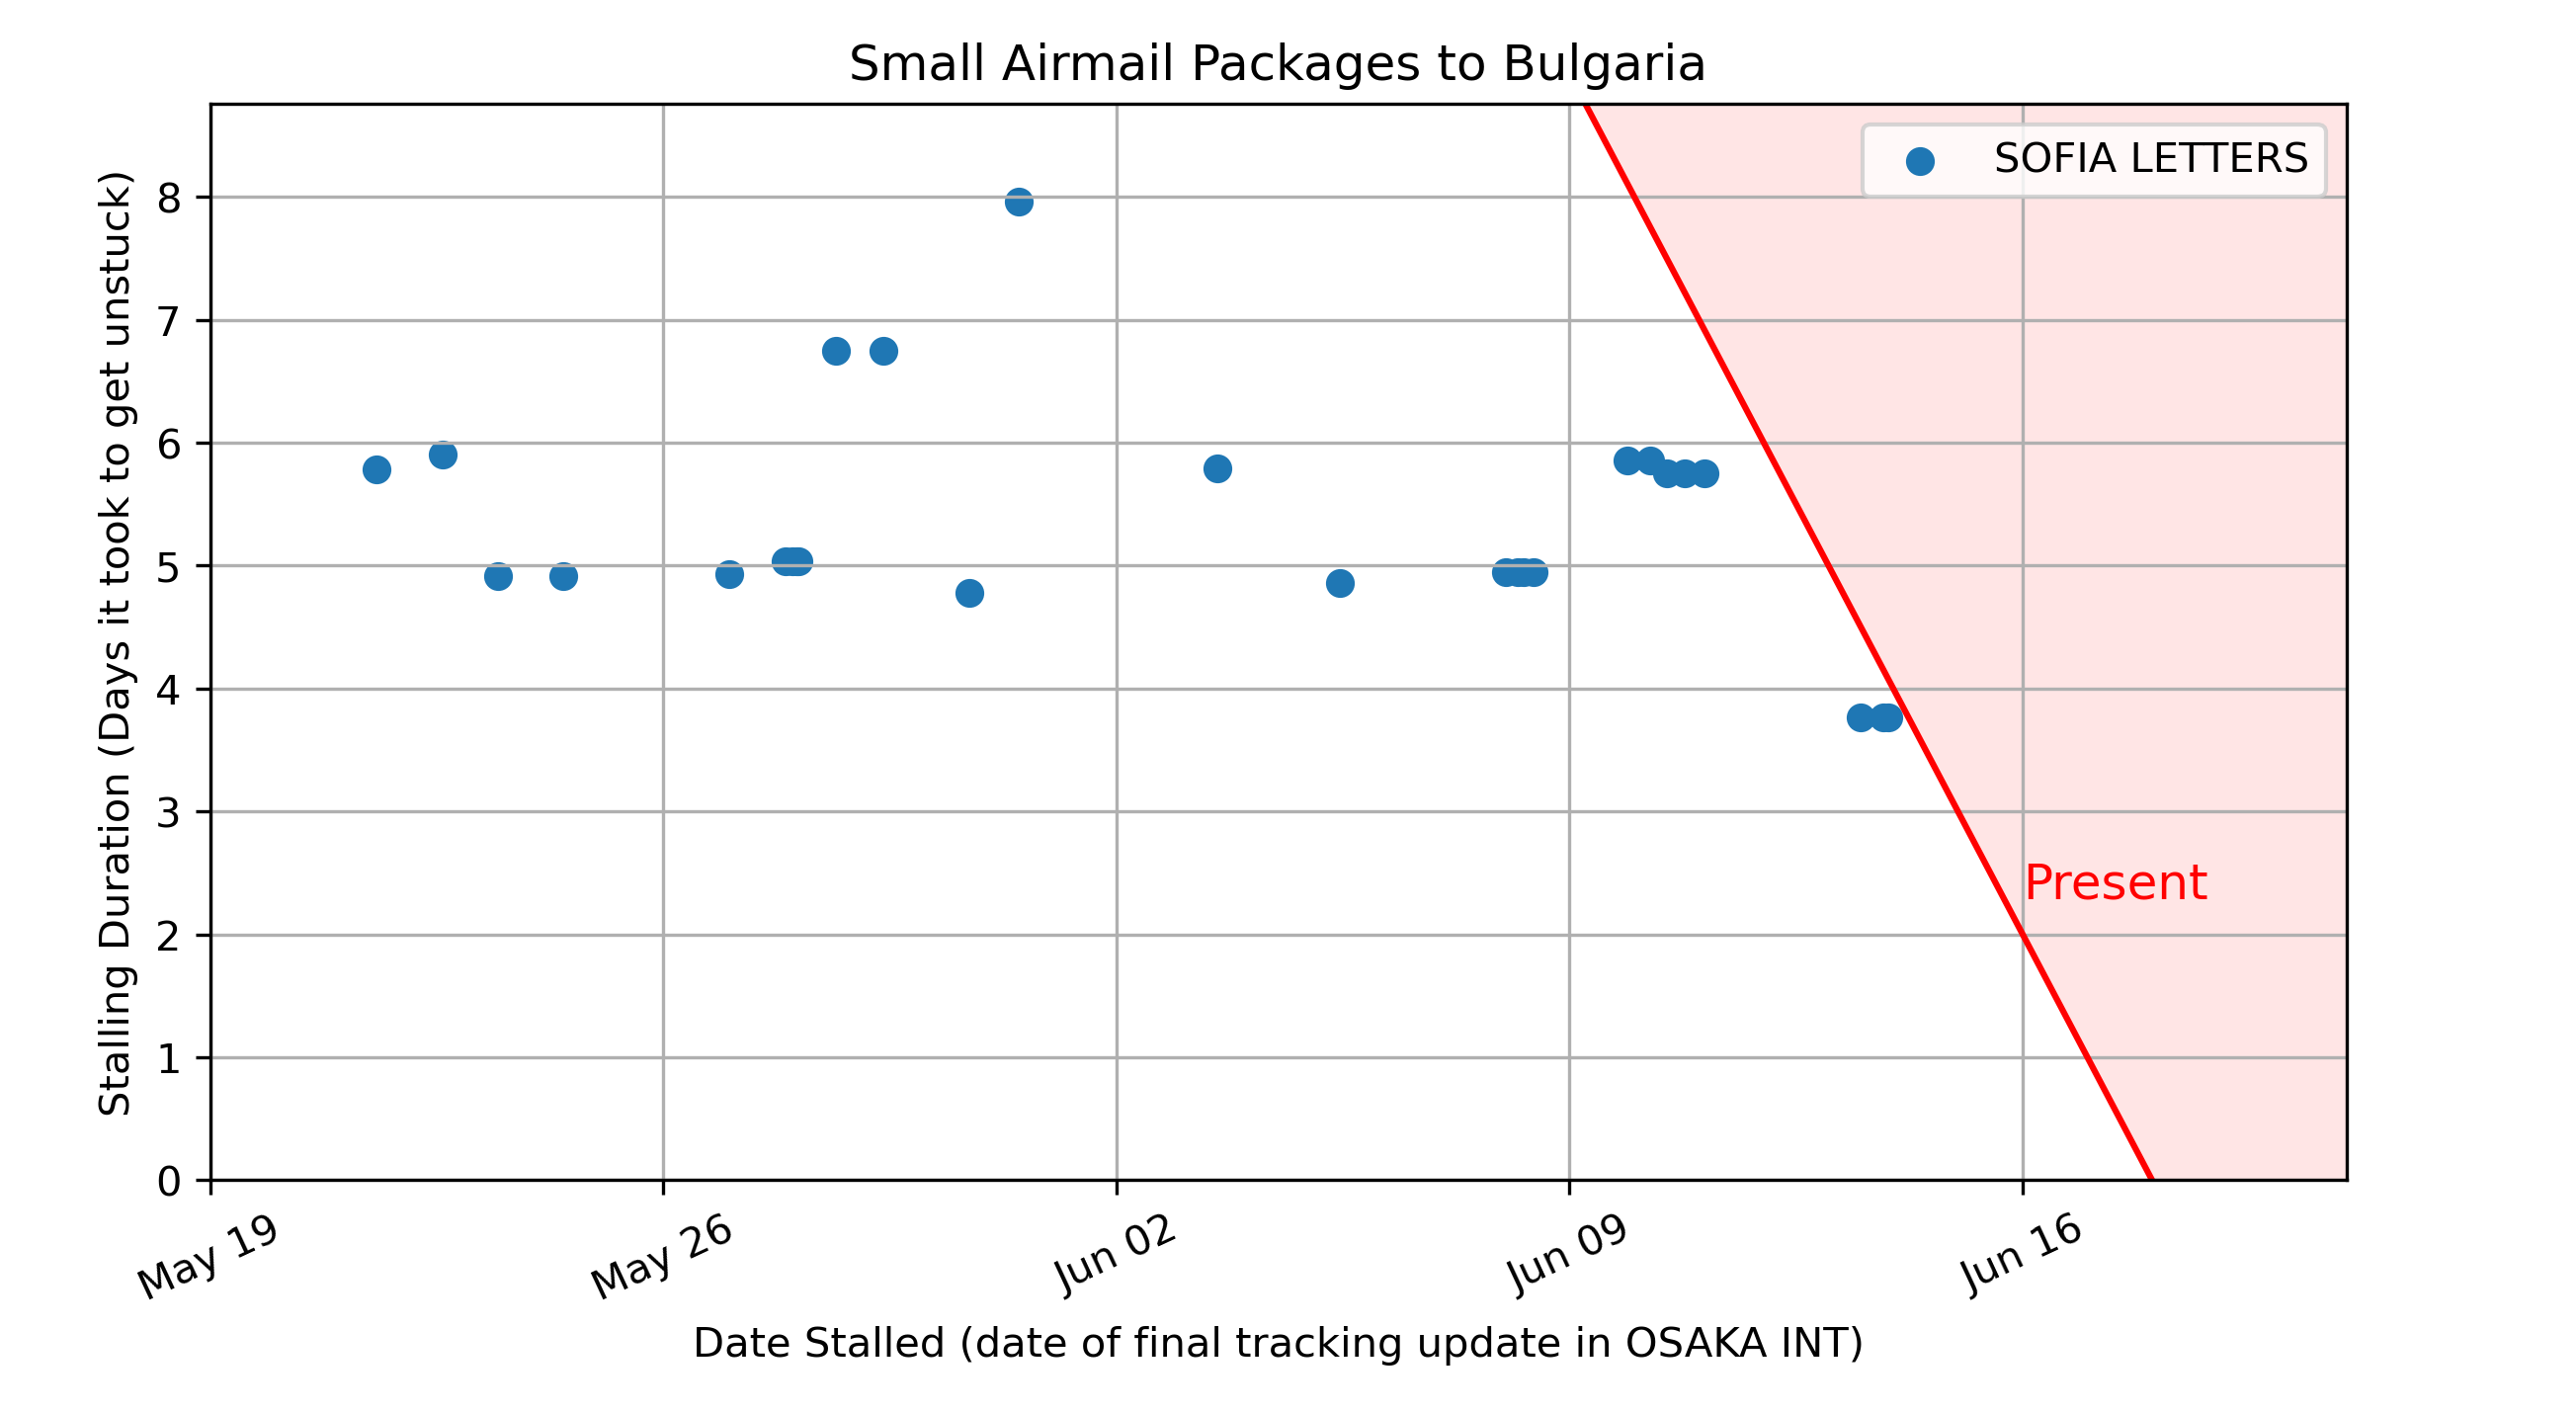 Small Airmail Packages to Bulgaria
SOFIA LETTERS
Stalling Duration (Days it took to get unstuck)
8
7
6
5
4
3
2
1
0
Present
May 19
May 26
Jun 02
Jun 09
Jun 16
Date Stalled (date of final tracking update in OSAKA INT)